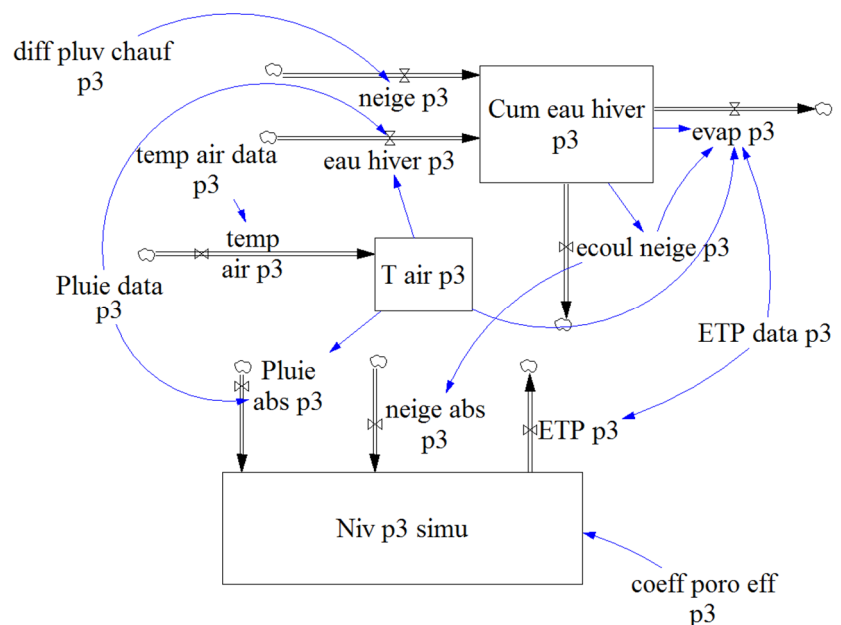 diff pluv chauf
p3
neige p3
Cum eau hiver
p3
evap p3
temp air data
p3
eau hiver p3
temp
air p3
T air p3
ecoul neige p3
Pluie data
p3
ETP data p3
Pluie
abs p3
neige abs
p3
ETP p3
Niv p3 simu
coeff poro eff
p3